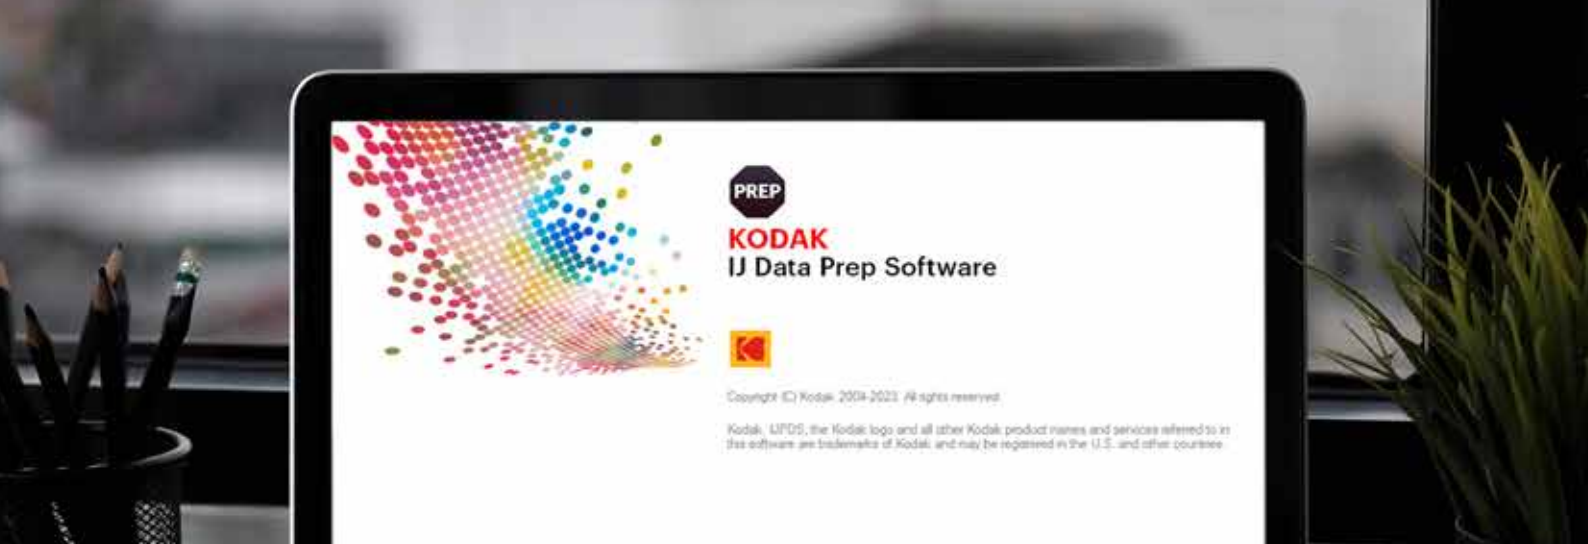 PREP
KODAK
IJ Data Prep Software
Copyright (C) Kodak 2004-2023. All rights reserved.
Kodak, IJPDS, the Kodak logo and all other Kodak product names and services referred to in
this software are trademarks of Kodak and may be registered in the U.S. and other countries.